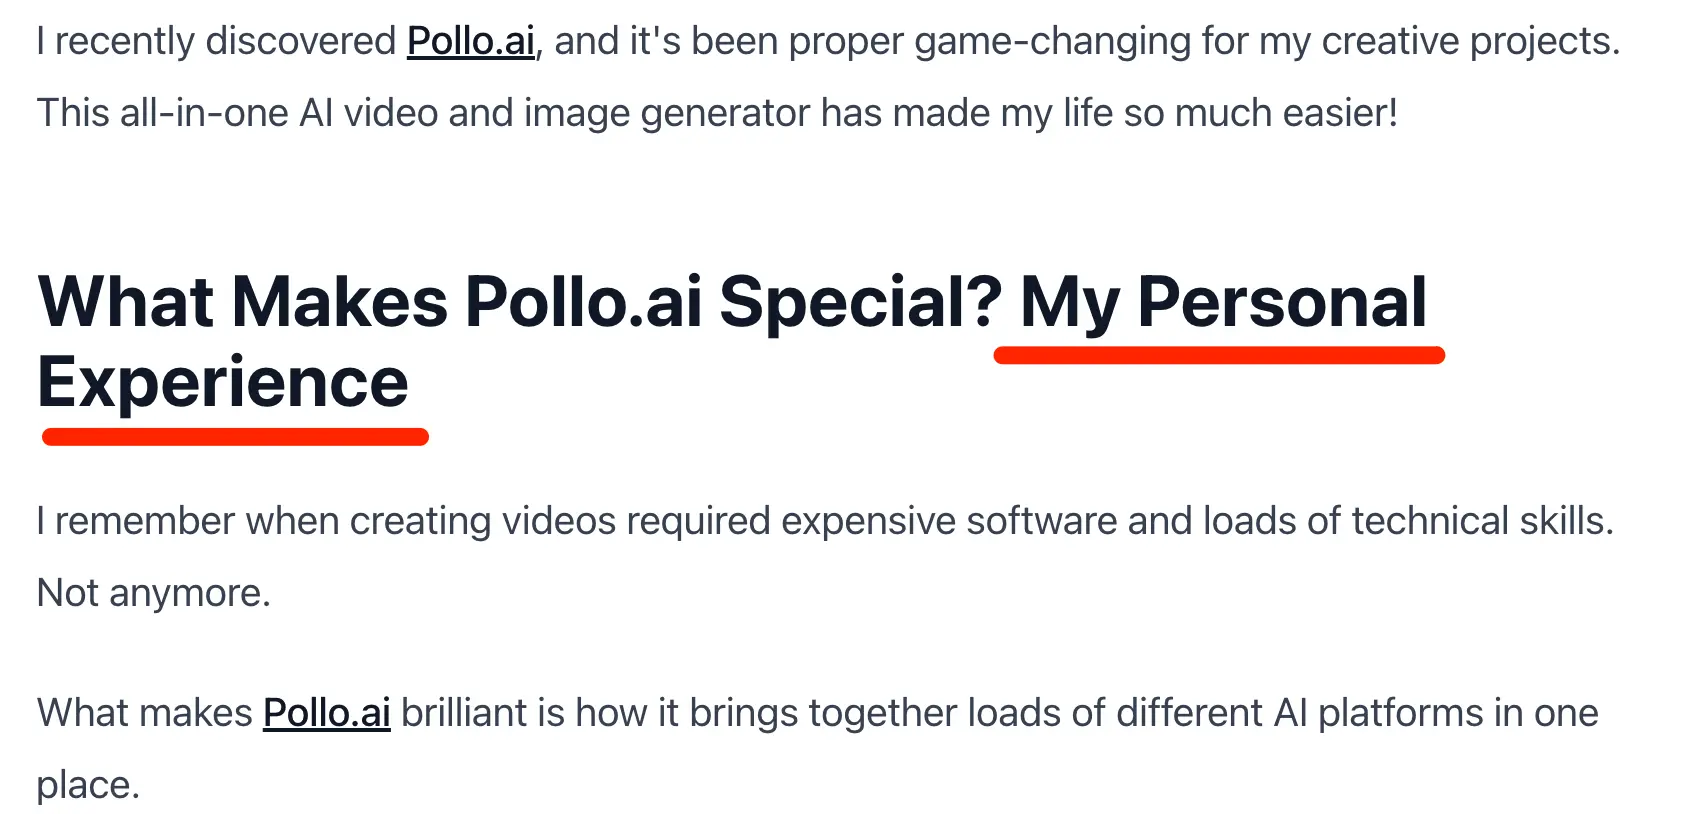 I recently discovered Pollo.ai, and it's been proper game-changing for my creative projects.
This all-in-one AI video and image generator has made my life so much easier!
What Makes Pollo.ai Special? My Personal
Experience
I remember when creating videos required expensive software and loads of technical skills.
Not anymore.
What makes Pollo.ai brilliant is how it brings together loads of different AI platforms in one
place.